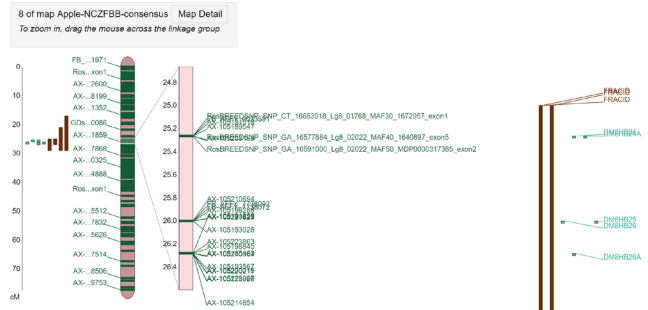 8 of map Apple-NCZFBB-consensus Map Detail
To zoom in, drag the mouse across the linkage group
0
10
20
30
40
50
60
70
cM
FB_...1971
Ros...xon1
AX-...2600
AX-...8199
AX-...1352
GDs...0086
AX-...1859
AX-...7868
AX-...0325
AX-...4888
Ros...xon1
AX-...5512
AX-...7832
AX-...5626
AX-...7514
AX-...8506
AX-...9753
24.8
25.0
25.2
25.4
25.6
25.8
26.0
26.2
26.4
RosBREEDSNP_SNP_CT_16663918_Lg8_01768_MAF30_1672957_exon1
RosBREEDSNP_SNP_GA_16577884_Lg8_02022_MAF40_1640897_exon5
RosBREEDSNP_SNP_GA_16591000_Lg8_02022_MAF50_MDP0000317385_exon2
AX-105210894
AX-105193028
AX-105223863
AX-105193567
AX-105214854
FRACID
FRACID
DM8HB25
DM8HB26
DM8HB26A